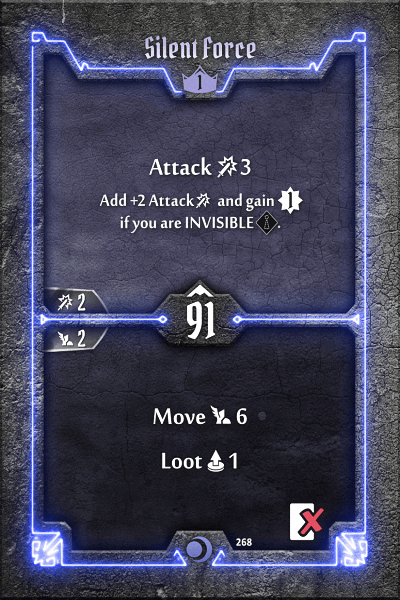 Silent Force
1
Attack 3
Add +2 Attack and gain 1
if you are INVISIBLE .
2
91
2
Move 6
Loot 1
268